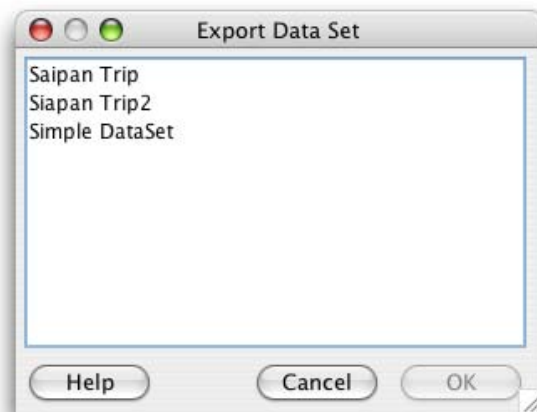 Export Data Set
Saipan Trip
Siapan Trip2
Simple DataSet
Help Cancel OK